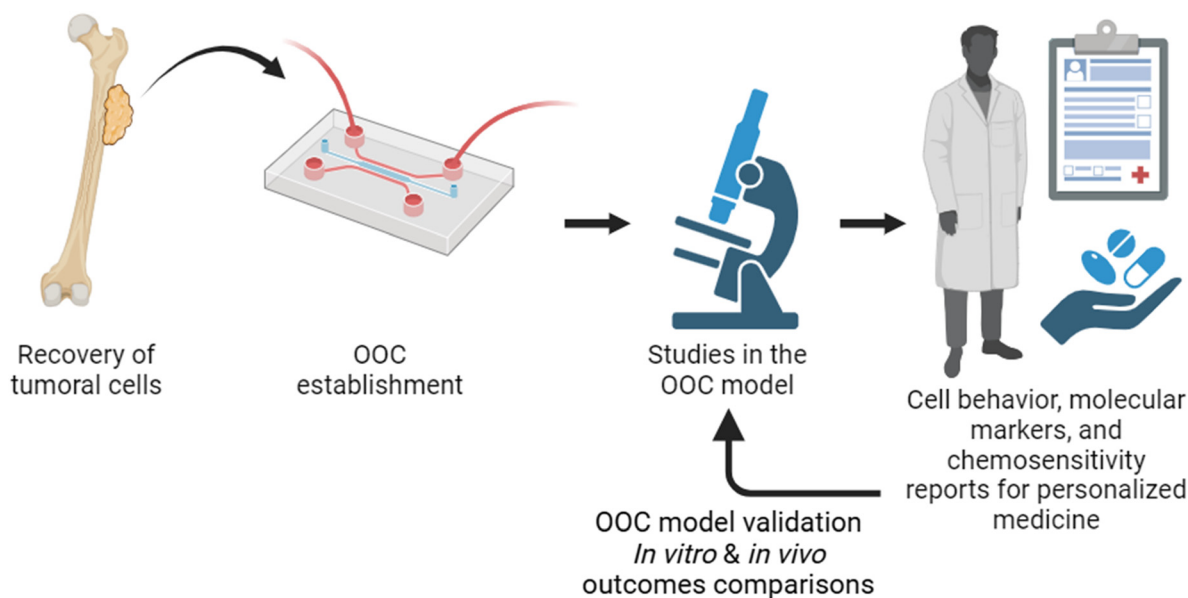 Recovery of
tumoral cells
OOC
establishment
Studies in the
OOC model
Cell behavior, molecular
markers, and
chemosensitivity
reports for personalized
medicine
OOC model validation
In vitro & in vivo
outcomes comparisons